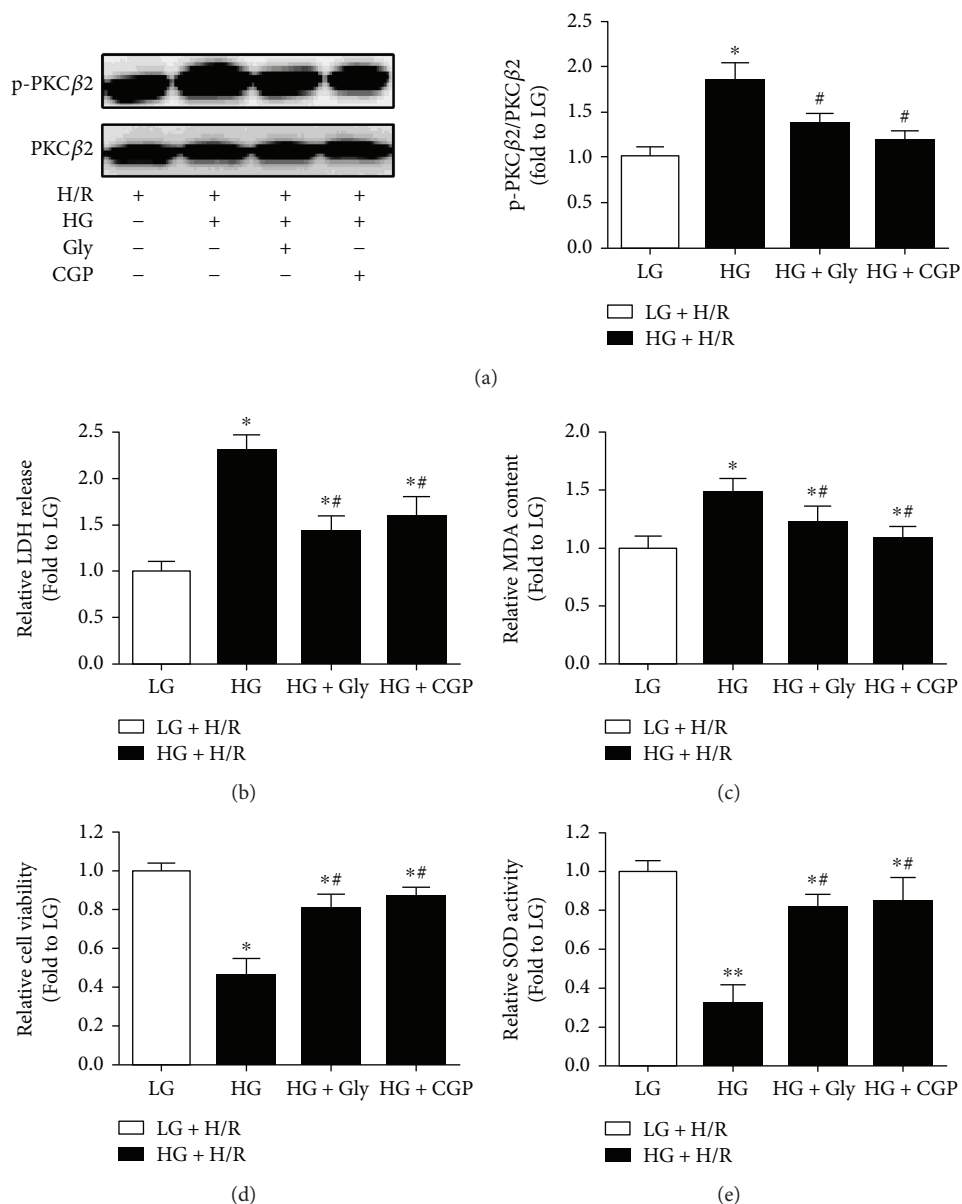 p-PKCβ2
PKCβ2
H/R + + + +
HG – + + +
Gly – – + –
CGP – – – +
p-PKCβ2/PKCβ2
(fold to LG)
2.5
2.0
1.5
1.0
0.5
0.0
*
#
#
LG HG HG + Gly HG + CGP
LG + H/R
HG + H/R
(a)
Relative LDH release
(Fold to LG)
2.5
2.0
1.5
1.0
0.5
0.0
*
*#
*#
LG HG HG + Gly HG + CGP
LG + H/R
HG + H/R
(b)
Relative MDA content
(Fold to LG)
2.0
1.5
1.0
0.5
0.0
*
*#
*#
LG HG HG + Gly HG + CGP
LG + H/R
HG + H/R
(c)
Relative cell viability
(Fold to LG)
1.2
1.0
0.8
0.6
0.4
0.2
0.0
*
*#
*#
LG HG HG + Gly HG + CGP
LG + H/R
HG + H/R
(d)
Relative SOD activity
(Fold to LG)
1.2
1.0
0.8
0.6
0.4
0.2
0.0
**
*#
*#
LG HG HG + Gly HG + CGP
LG + H/R
HG + H/R
(e)